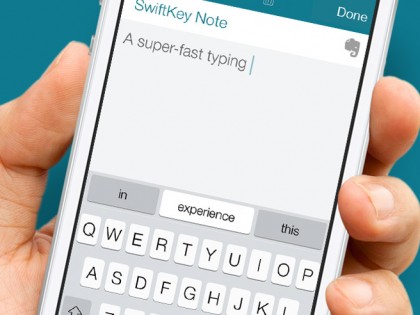 Done
SwiftKey Note
A super-fast typing
in experience this
Q W E R T Y U I O P
A S D F G H J K L
Z X C V B